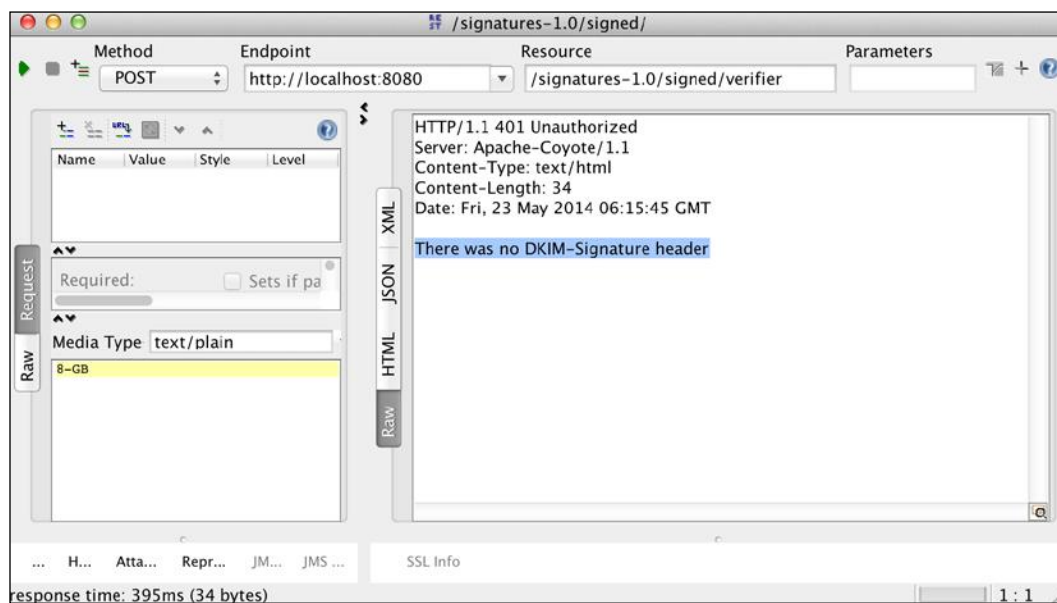 /signatures-1.0/signed/
Method Endpoint Resource Parameters
POST http://localhost:8080 /signatures-1.0/signed/verifier
Name Value Style Level
Required: Sets if pa
Media Type text/plain
8-GB
Request
Raw
XML
JSON
HTML
Raw
HTTP/1.1 401 Unauthorized
Server: Apache-Coyote/1.1
Content-Type: text/html
Content-Length: 34
Date: Fri, 23 May 2014 06:15:45 GMT
There was no DKIM-Signature header
... H... Atta... Repr... JM... JMS ... SSL Info
response time: 395ms (34 bytes) 1 : 1